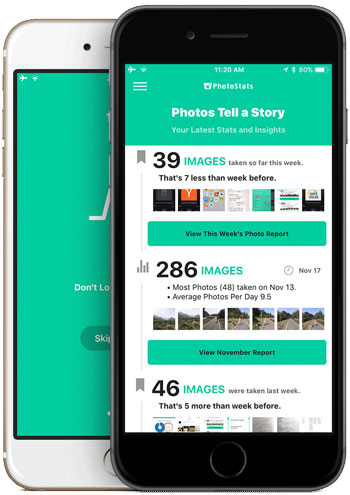 11:20 AM
80%
PhotoStats
Photos Tell a Story
Your Latest Stats and Insights
39 IMAGES taken so far this week.
That's 7 less than week before.
View This Week's Photo Report
286 IMAGES
Nov 17
• Most Photos (48) taken on Nov 13.
• Average Photos Per Day 9.5
View November Report
46 IMAGES were taken last week.
That's 5 more than week before.
Don't Lo
Skip